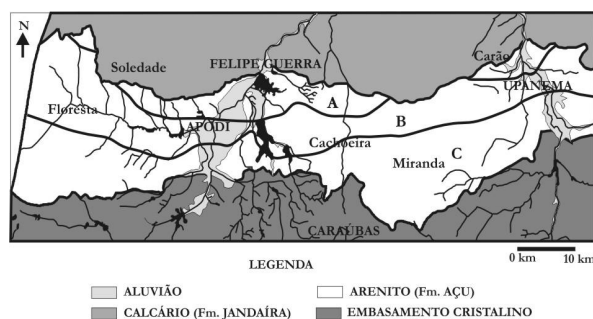 N
Soledade
FELIPE GUERRA
Carão
Floresta
A
UPANEMA
APODI
B
Cachoeira
Miranda
C
CARAÚBAS
0 km 10 km
LEGENDA
ALUVIÃO
ARENITO (Fm. AÇU)
CALCÁRIO (Fm. JANDAÍRA)
EMBASAMENTO CRISTALINO